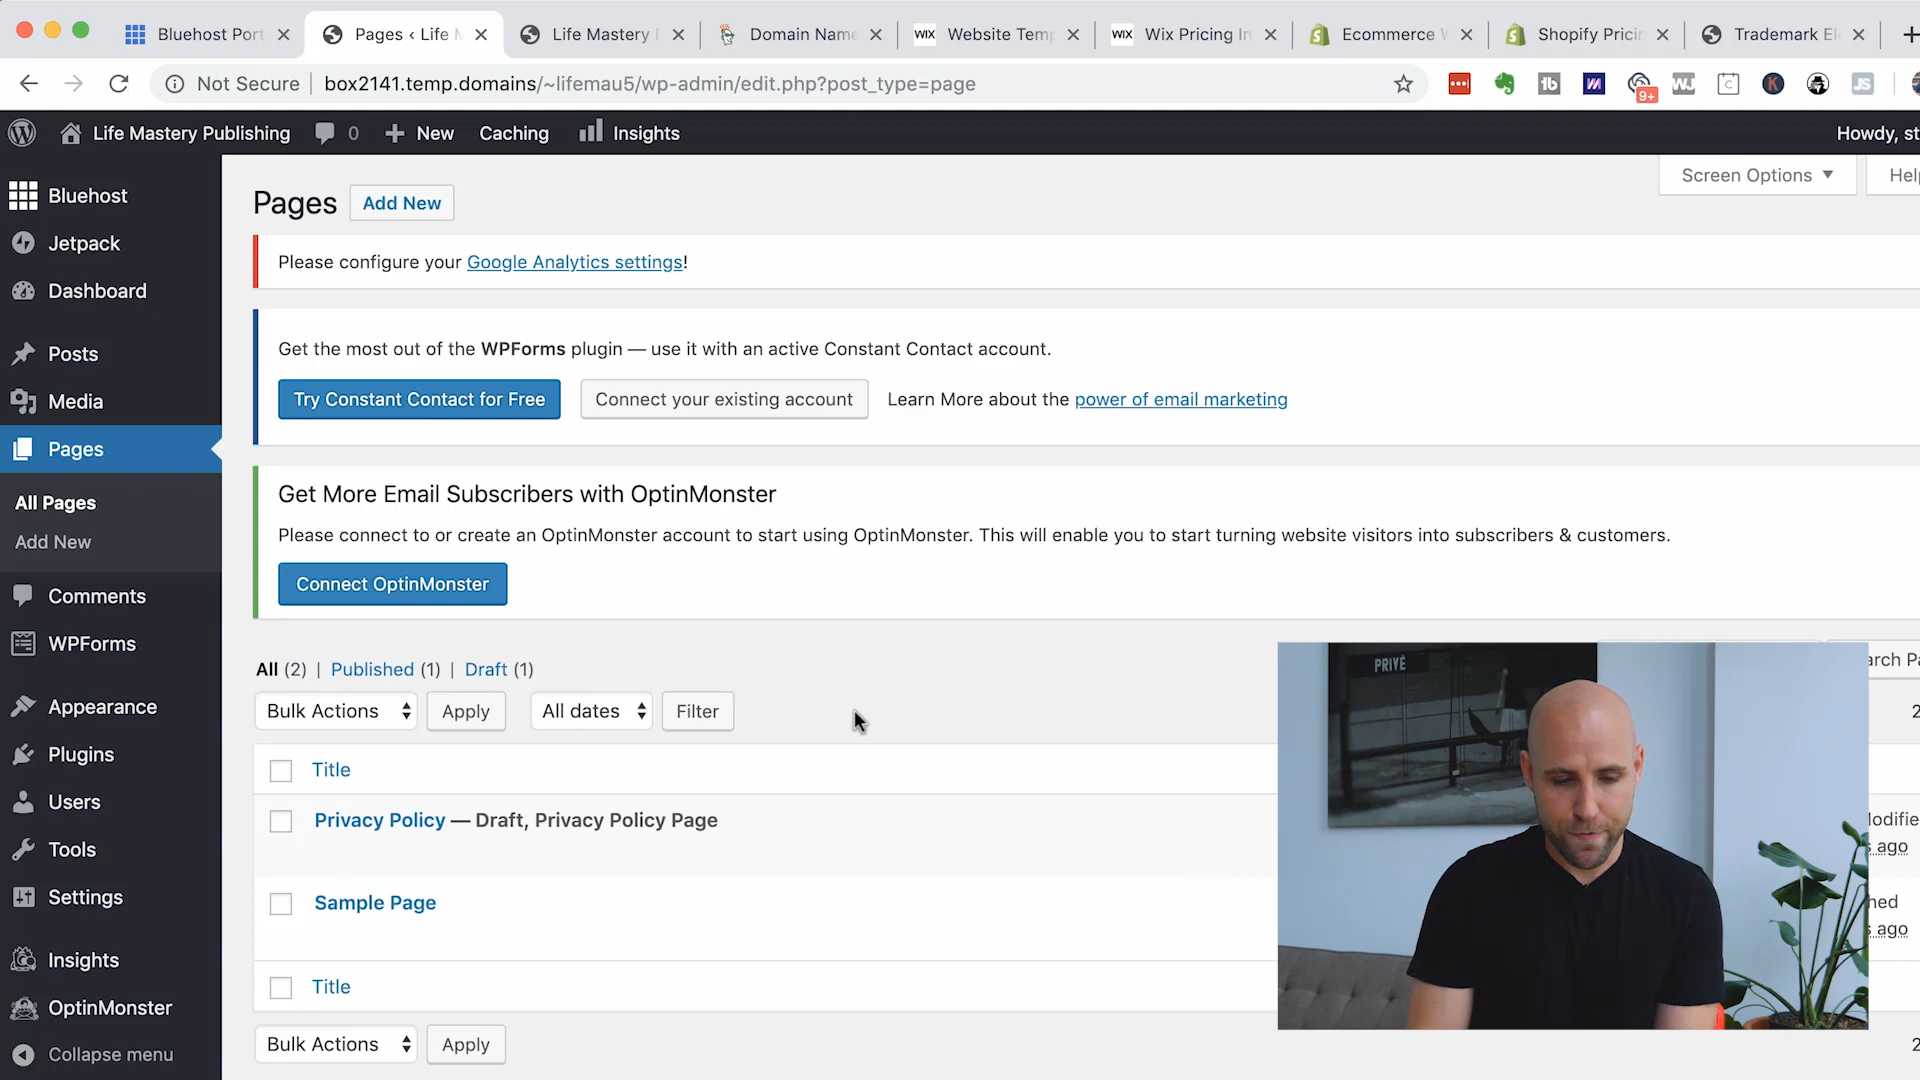 Bluehost Port
Pages ‹ Life M
Life Mastery P
Domain Name
WIX Website Temp
WIX Wix Pricing In
Ecommerce W
Shopify Pricin
Trademark El
Not Secure | box2141.temp.domains/~lifemau5/wp-admin/edit.php?post_type=page
9+
Life Mastery Publishing 0 + New Caching Insights
Howdy, st
Bluehost
Jetpack
Dashboard
Posts
Media
Pages
All Pages
Add New
Comments
WPForms
Appearance
Plugins
Users
Tools
Settings
Insights
OptinMonster
Collapse menu
Screen Options
Help
Pages Add New
Please configure your Google Analytics settings!
Get the most out of the WPForms plugin — use it with an active Constant Contact account.
Try Constant Contact for Free Connect your existing account Learn More about the power of email marketing
Get More Email Subscribers with OptinMonster
Please connect to or create an OptinMonster account to start using OptinMonster. This will enable you to start turning website visitors into subscribers & customers.
Connect OptinMonster
All (2) | Published (1) | Draft (1)
arch Pa
Bulk Actions Apply All dates Filter
2
Title
Privacy Policy — Draft, Privacy Policy Page
odifie
s ago
Sample Page
hed
s ago
Title
Bulk Actions Apply
2
PRIVÉ